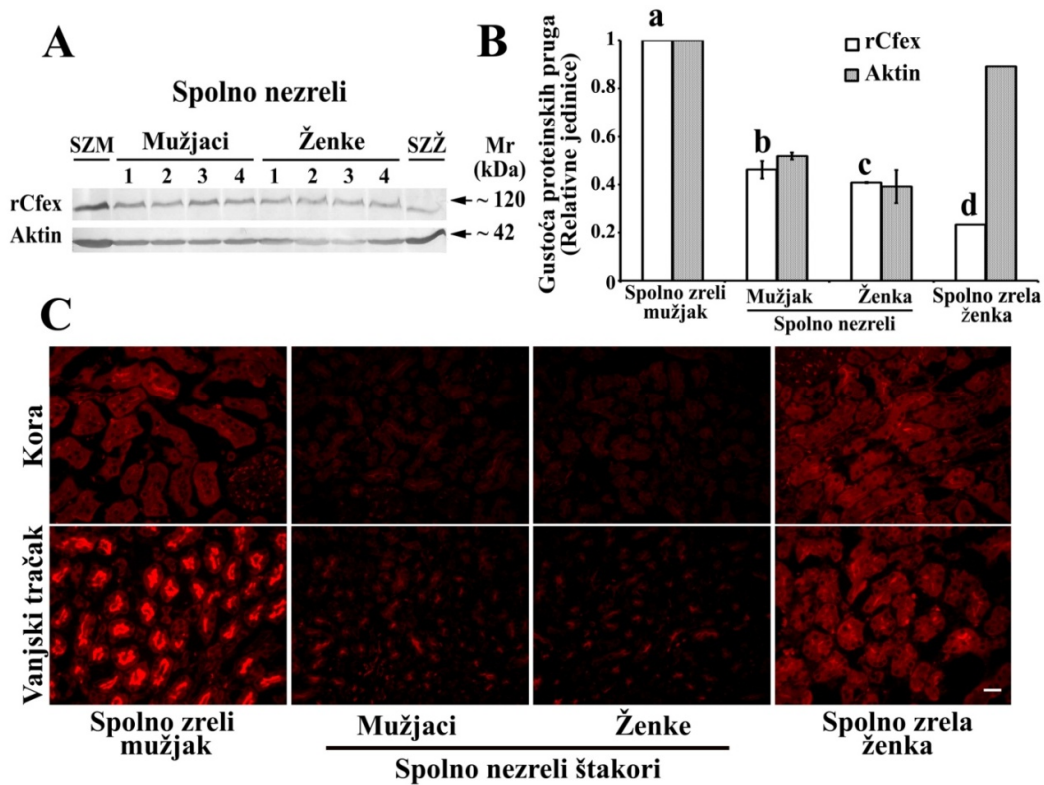 A
Spolno nezreli
SZM Mužjaci Ženke SZŽ Mr
(kDa)
1 2 3 4 1 2 3 4
rCfex ~ 120
Aktin ~ 42
B
Gustoća proteinskih pruga
(Relativne jedinice)
1
0.8
0.6
0.4
0.2
0
a
b
c
d
rCfex
Aktin
Spolno zreli
mužjak
Mužjak
Ženka
Spolno nezreli
Spolno zrela
ženka
C
Kora
Vanjski tračak
Spolno zreli
mužjak
Mužjaci
Ženke
Spolno nezreli štakori
Spolno zrela
ženka